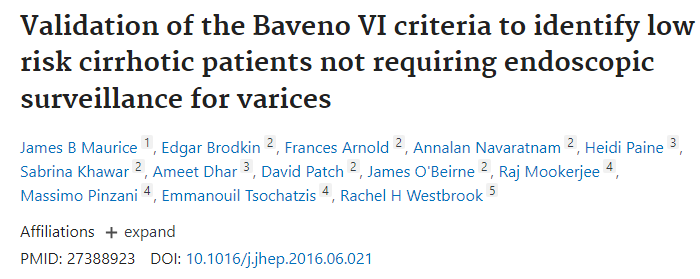 Validation of the Baveno VI criteria to identify low
risk cirrhotic patients not requiring endoscopic
surveillance for varices
James B Maurice 1, Edgar Brodkin 2, Frances Arnold 2, Annalan Navaratnam 2, Heidi Paine 3,
Sabrina Khawar 2, Ameet Dhar 3, David Patch 2, James O'Beirne 2, Raj Mookerjee 4,
Massimo Pinzani 4, Emmanouil Tsochatzis 4, Rachel H Westbrook 5
Affiliations + expand
PMID: 27388923 DOI: 10.1016/j.jhep.2016.06.021